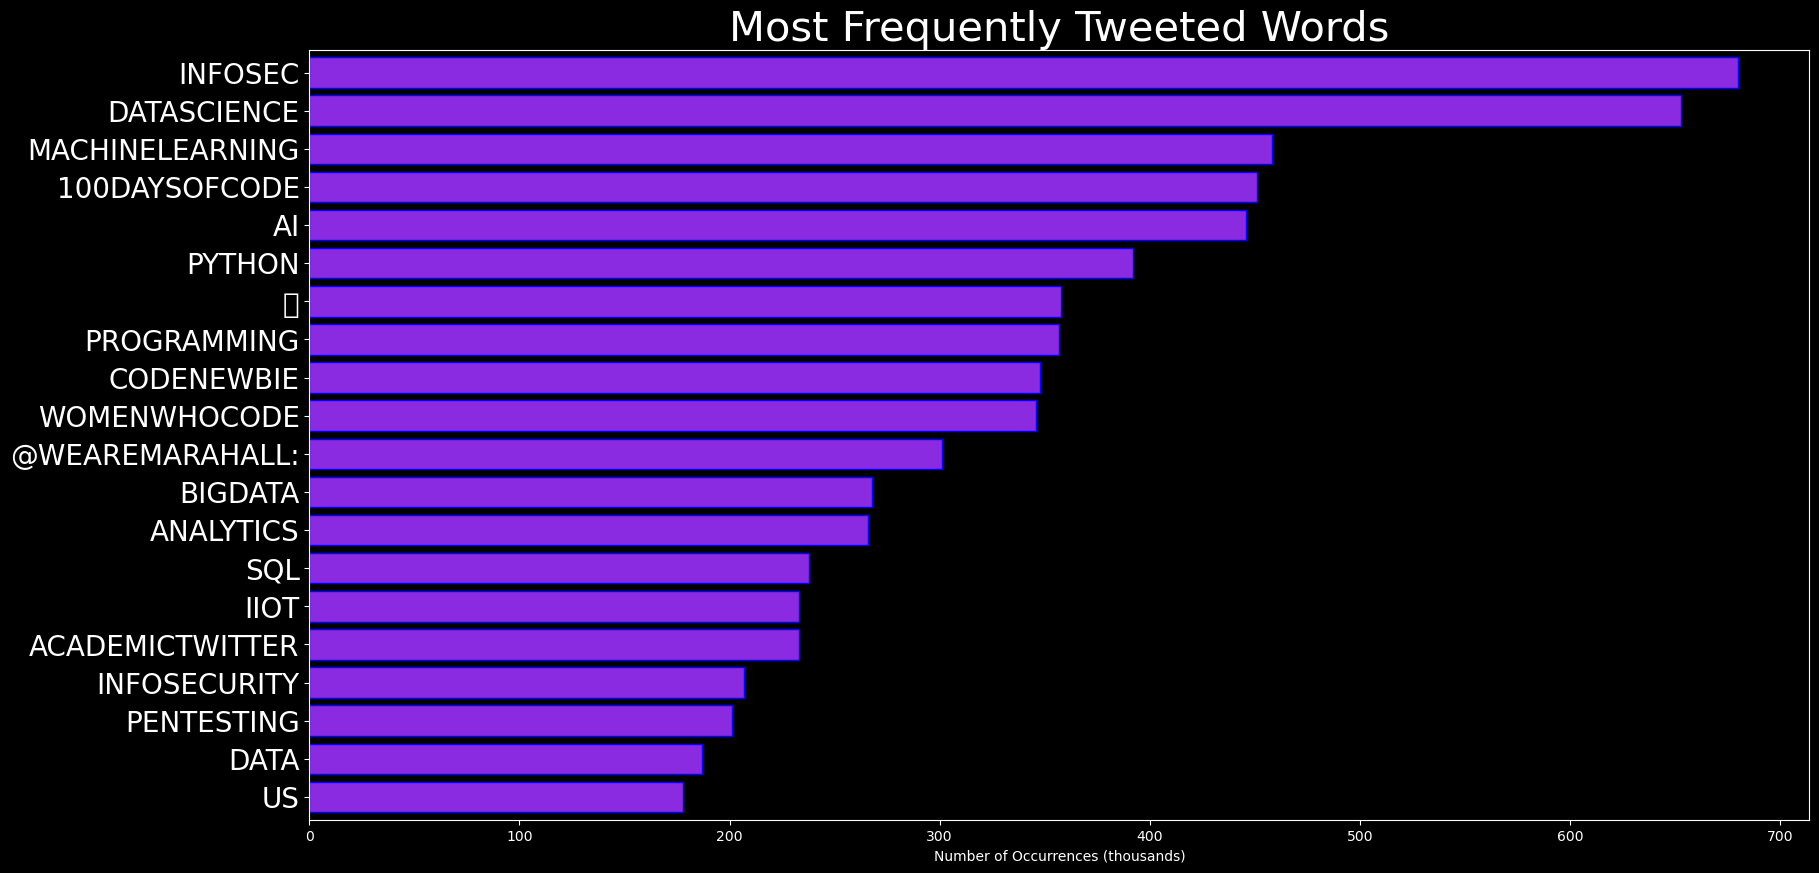 Most Frequently Tweeted Words
INFOSEC
DATASCIENCE
MACHINELEARNING
100DAYSOFCODE
AI
PYTHON
PROGRAMMING
CODENEWBIE
WOMENWHOCODE
@WEAREMARAHALL:
BIGDATA
ANALYTICS
SQL
IIOT
ACADEMICTWITTER
INFOSECURITY
PENTESTING
DATA
US
0 100 200 300 400 500 600 700
Number of Occurrences (thousands)